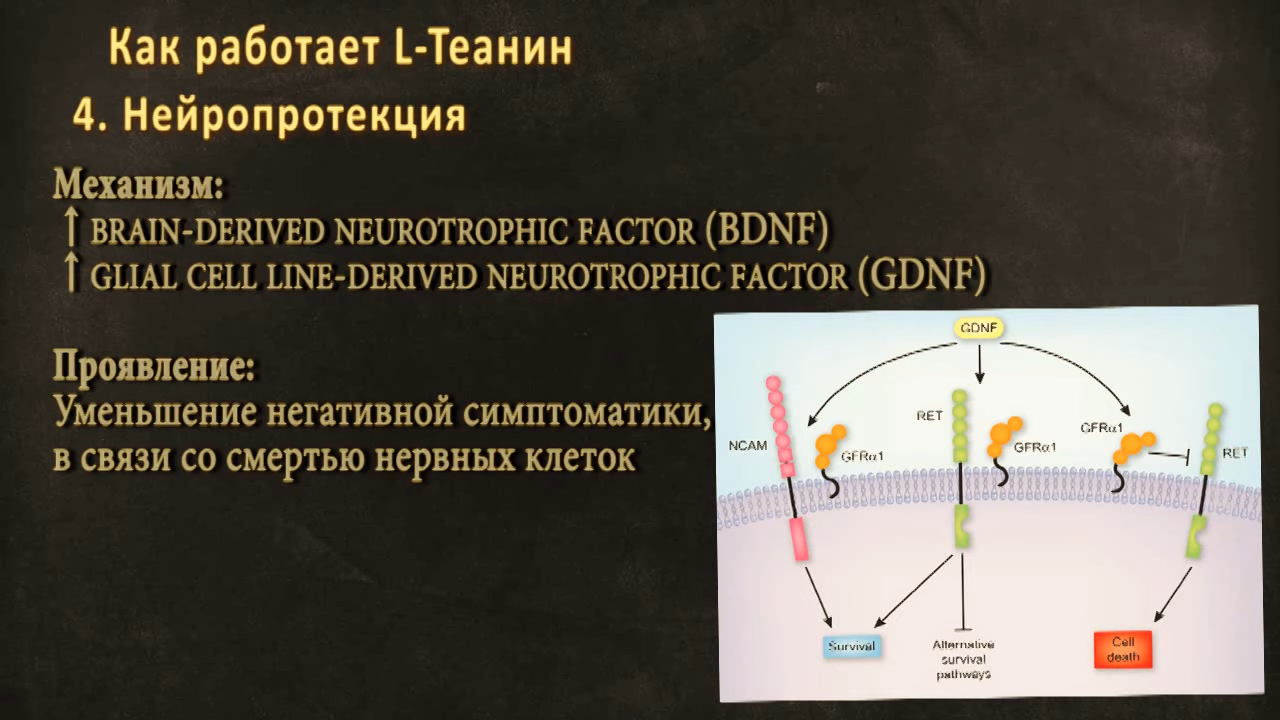 Как работает L-Теанин
4. Нейропротекция
Механизм:
↑ BRAIN-DERIVED NEUROTROPHIC FACTOR (BDNF)
↑ GLIAL CELL LINE-DERIVED NEUROTROPHIC FACTOR (GDNF)
Проявление:
Уменьшение негативной симптоматики,
в связи со смертью нервных клеток
GDNF
NCAM
GFRα1
RET
GFRα1
GFRα1
RET
Survival
Alternative
survival
pathways
Cell
death